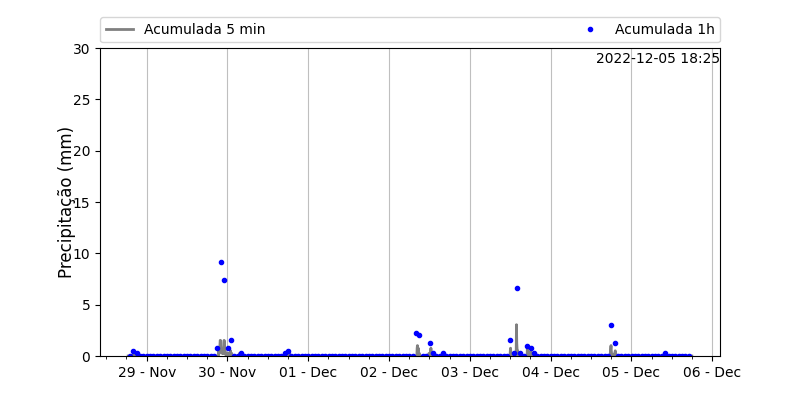 Acumulada 5 min
Acumulada 1h
2022-12-05 18:25
Precipitação (mm)
30
25
20
15
10
5
0
29 - Nov
30 - Nov
01 - Dec
02 - Dec
03 - Dec
04 - Dec
05 - Dec
06 - Dec